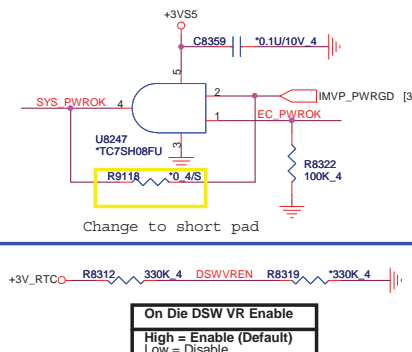 +3VS5
C8359 *0.1U/10V_4
5
SYS_PWROK 4
2 IMVP_PWRGD [3
1 EC_PWROK
U8247
*TC7SH08FU
3
R8322
100K_4
R9118 *0_4/S
Change to short pad
+3V_RTC R8312 330K_4 DSWVREN R8319 *330K_4
On Die DSW VR Enable
High = Enable (Default)
Low = Disable